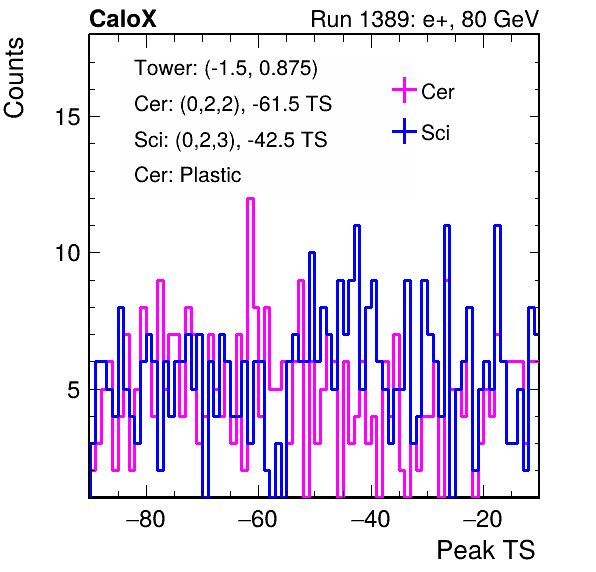 CaloX Run 1389: e+, 80 GeV
Counts
Tower: (-1.5, 0.875)
Cer: (0,2,2), -61.5 TS
Sci: (0,2,3), -42.5 TS
Cer: Plastic
Cer
Sci
15
10
5
−80 −60 −40 −20
Peak TS